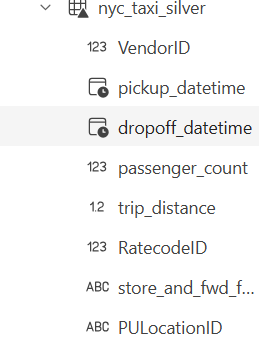 nyc_taxi_silver
123 VendorID
pickup_datetime
dropoff_datetime
123 passenger_count
1.2 trip_distance
123 RatecodeID
ABC store_and_fwd_f...
ABC PULocationID